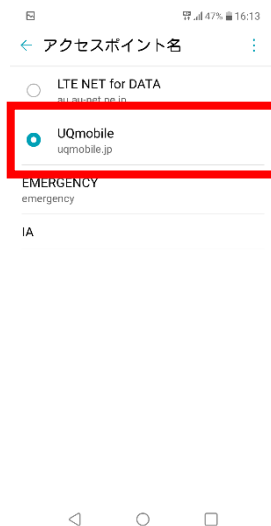 47% 16:13
アクセスポイント名
LTE NET for DATA
au.au-net.ne.jp
UQmobile
uqmobile.jp
EMERGENCY
emergency
IA